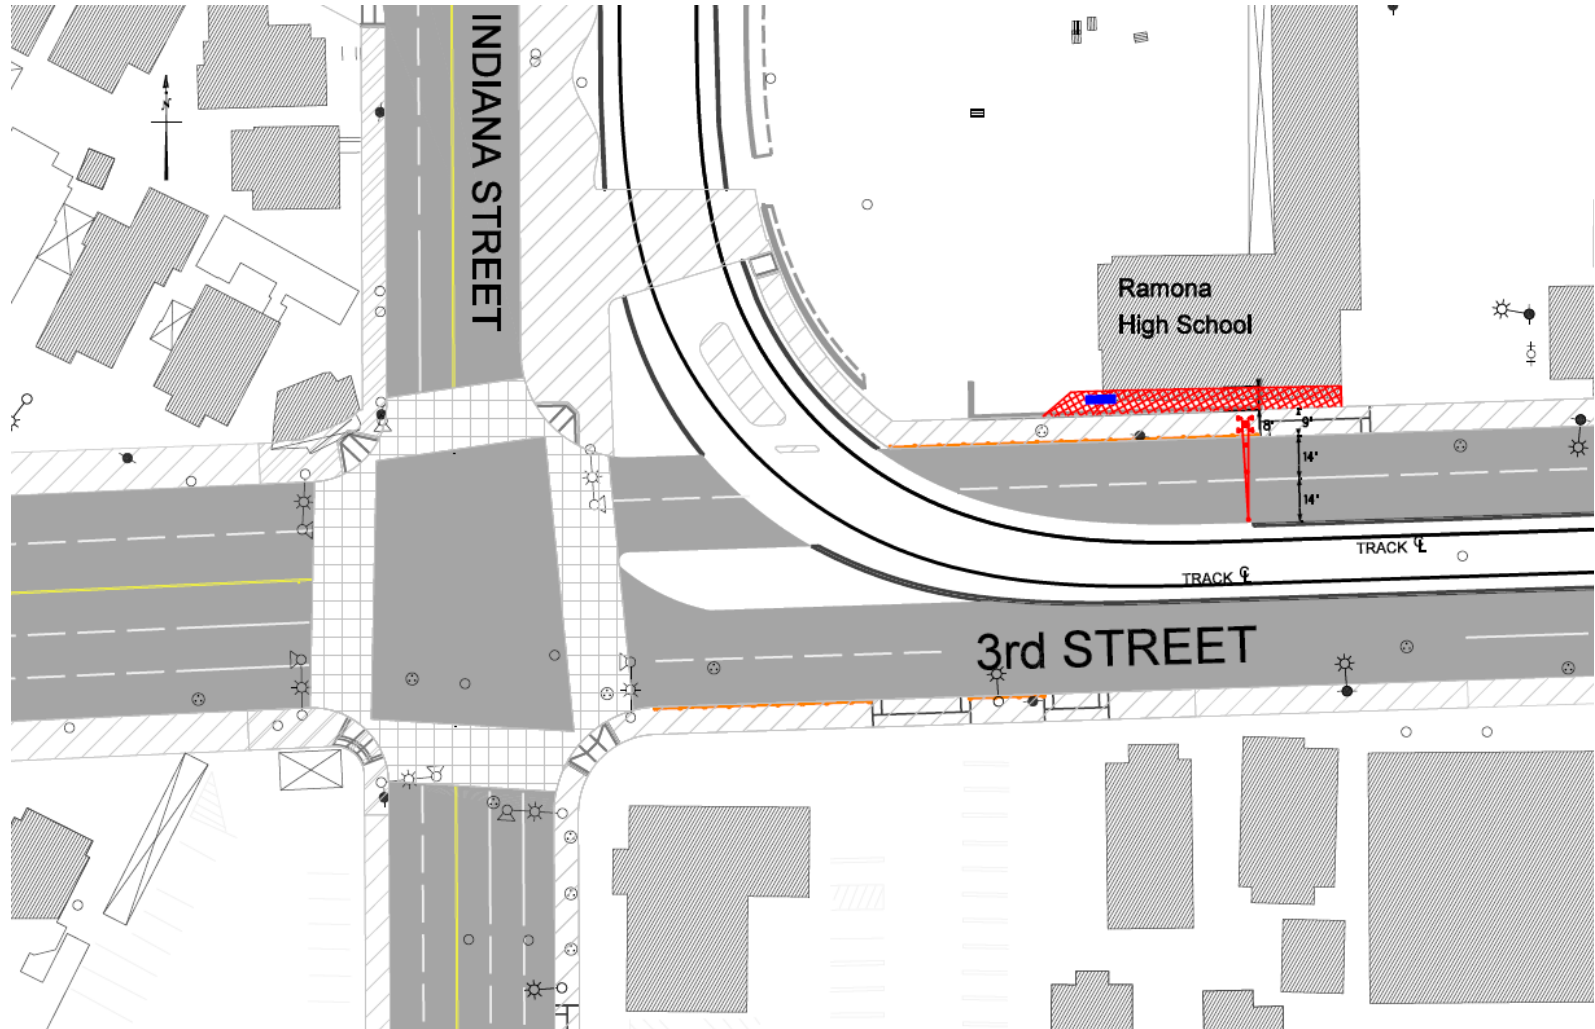 INDIANA STREET
N
Ramona
High School
8'
9'
14'
14'
TRACK ℄
TRACK ℄
3rd STREET